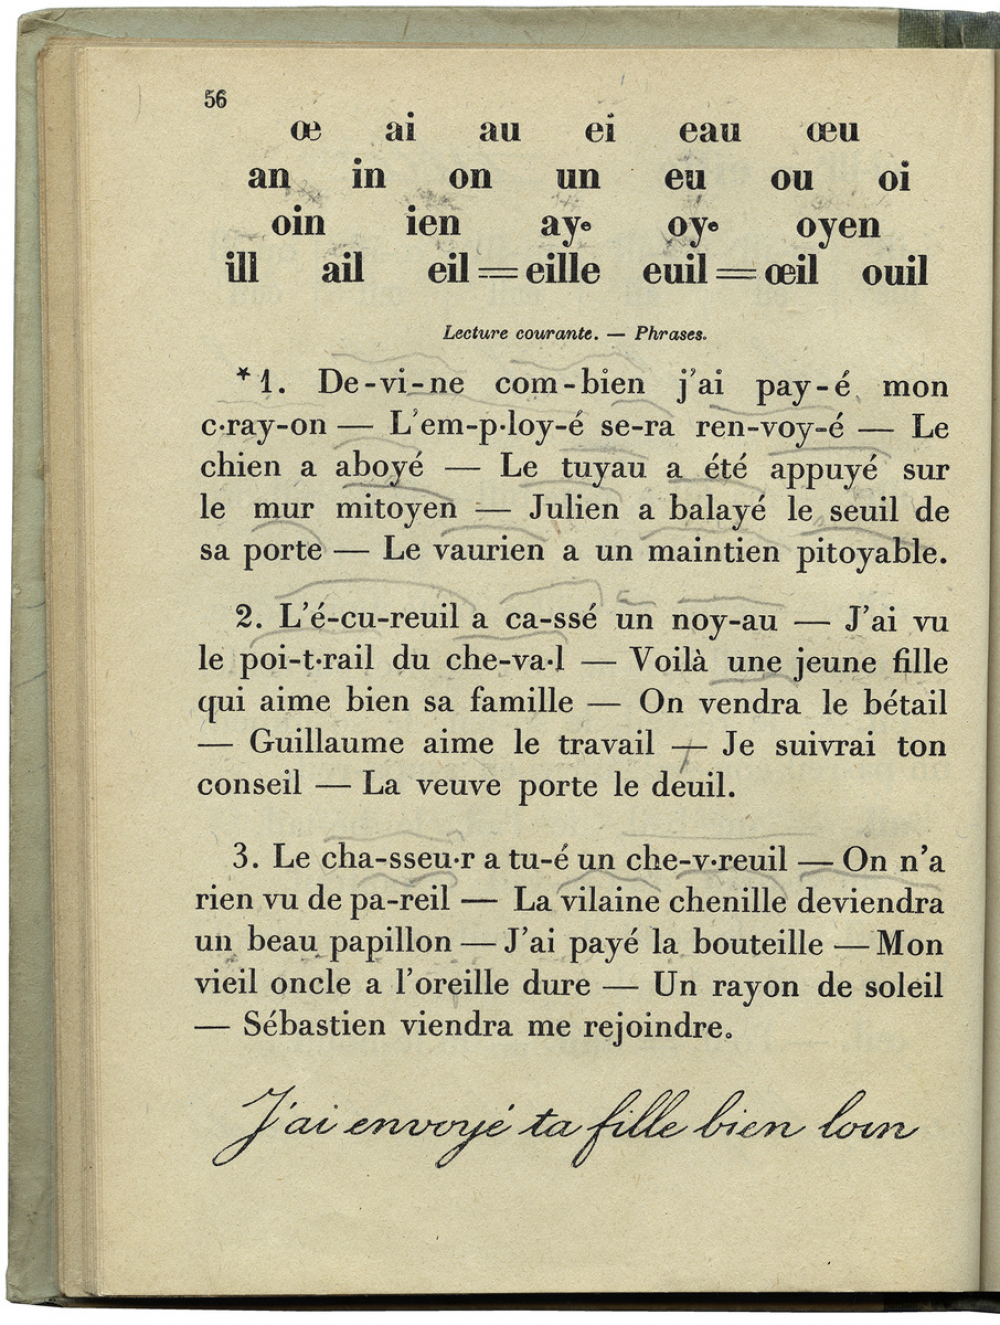 56
œ ai au ei eau œu
an in on un eu ou oi
oin ien aye oye oyen
ill ail eil = eille euil = œil ouil
Lecture courante. — Phrases.
*1. De-vi-ne com-bien j'ai pay-é mon
c·ray-on — L'em-p·loy-é se-ra ren-voy-é — Le
chien a aboyé — Le tuyau a été appuyé sur
le mur mitoyen — Julien a balayé le seuil de
sa porte — Le vaurien a un maintien pitoyable.
2. L'é-cu-reuil a ca-ssé un noy-au — J'ai vu
le poi-t·rail du che-va·l — Voilà une jeune fille
qui aime bien sa famille — On vendra le bétail
— Guillaume aime le travail — Je suivrai ton
conseil — La veuve porte le deuil.
3. Le cha-sseu·r a tu-é un che-v·reuil — On n'a
rien vu de pa-reil — La vilaine chenille deviendra
un beau papillon — J'ai payé la bouteille — Mon
vieil oncle a l'oreille dure — Un rayon de soleil
— Sébastien viendra me rejoindre.
J'ai envoyé ta fille bien loin